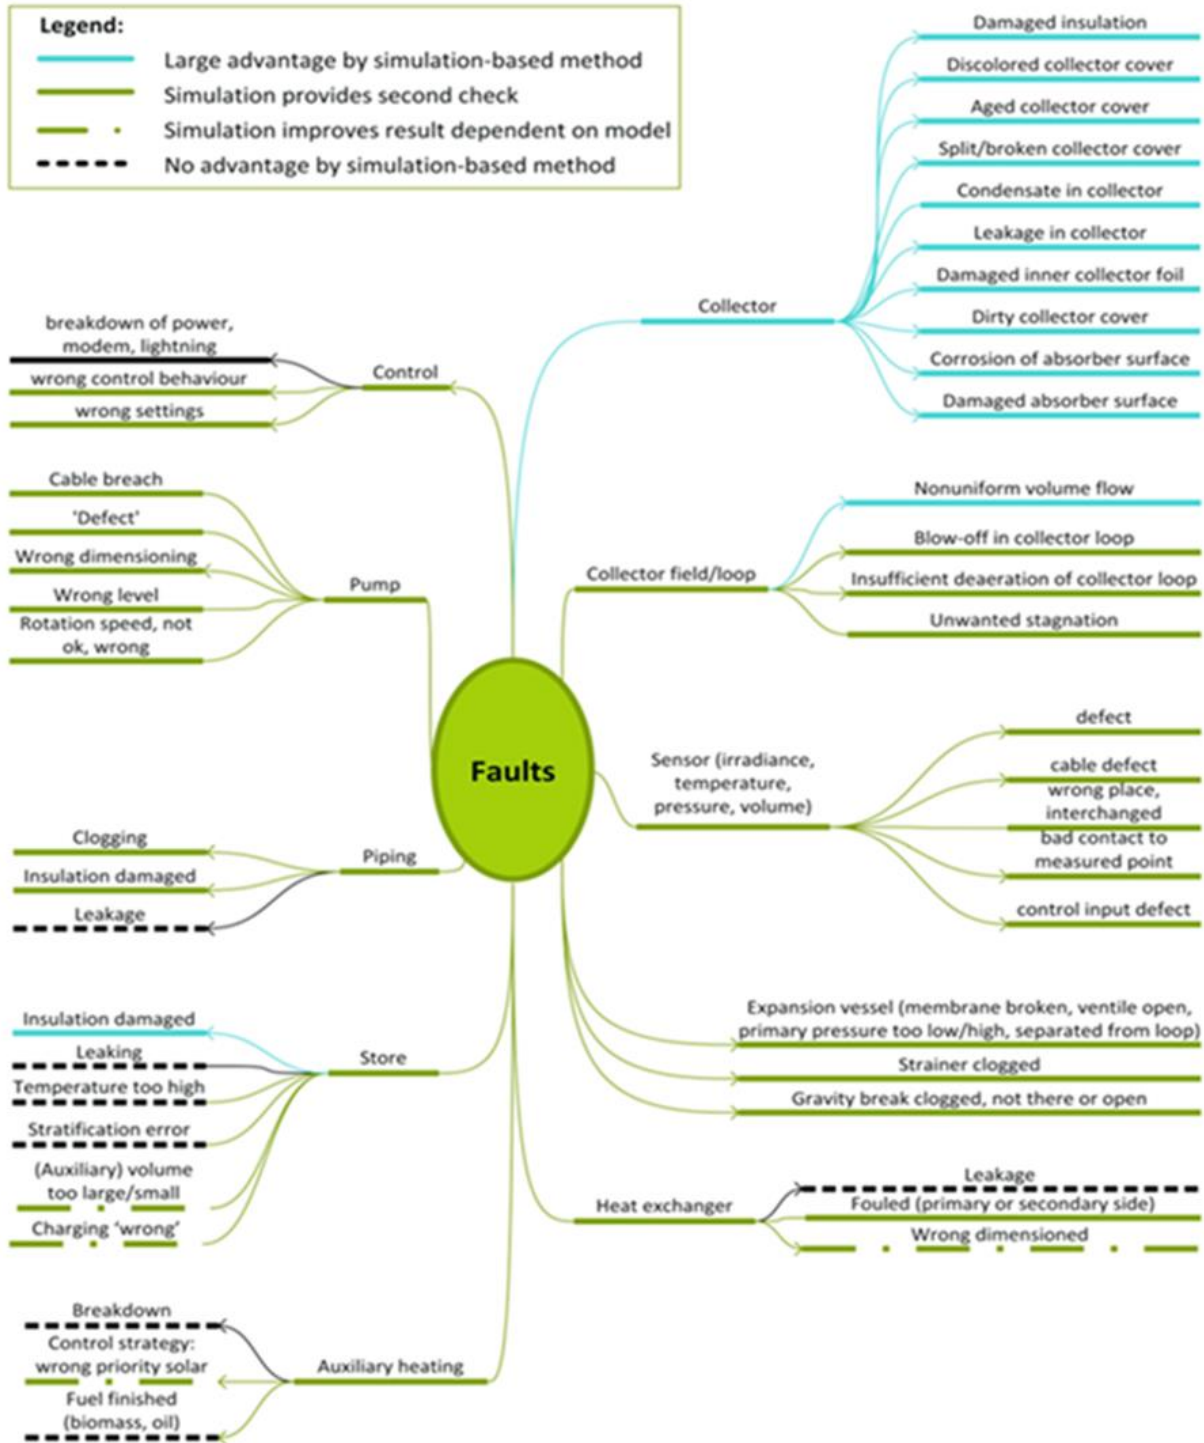 Legend:
Large advantage by simulation-based method
Simulation provides second check
Simulation improves result dependent on model
No advantage by simulation-based method
Damaged insulation
Discolored collector cover
Aged collector cover
Split/broken collector cover
Condensate in collector
Leakage in collector
Damaged inner collector foil
Dirty collector cover
Corrosion of absorber surface
Damaged absorber surface
Collector
breakdown of power,
modem, lightning
wrong control behaviour
wrong settings
Control
Cable breach
'Defect'
Wrong dimensioning
Wrong level
Rotation speed, not
ok, wrong
Pump
Collector field/loop
Nonuniform volume flow
Blow-off in collector loop
Insufficient deaeration of collector loop
Unwanted stagnation
Faults
Sensor (irradiance,
temperature,
pressure, volume)
defect
cable defect
wrong place,
interchanged
bad contact to
measured point
control input defect
Clogging
Insulation damaged
Leakage
Piping
Expansion vessel (membrane broken, ventile open,
primary pressure too low/high, separated from loop)
Strainer clogged
Gravity break clogged, not there or open
Insulation damaged
Leaking
Temperature too high
Stratification error
(Auxiliary) volume
too large/small
Charging ‘wrong’
Store
Heat exchanger
Leakage
Fouled (primary or secondary side)
Wrong dimensioned
Breakdown
Control strategy:
wrong priority solar
Fuel finished
(biomass, oil)
Auxiliary heating